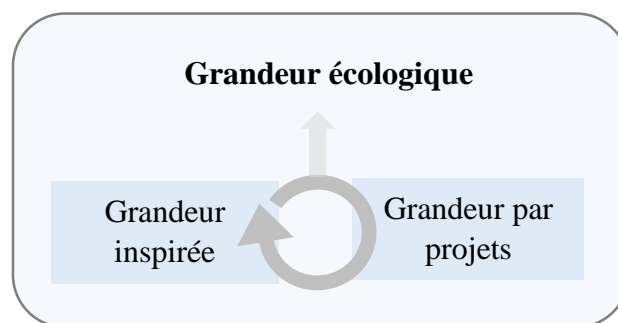 Grandeur écologique
Grandeur
inspirée
Grandeur par
projets